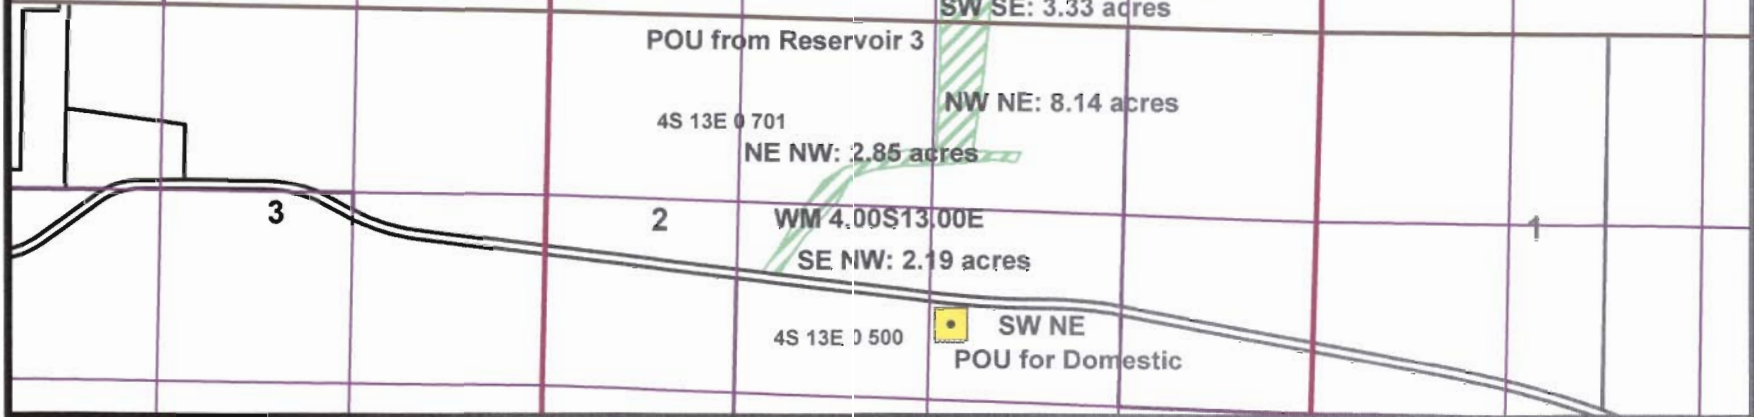 SW SE: 3.33 acres
POU from Reservoir 3
NW NE: 8.14 acres
4S 13E 0 701
NE NW: 2.85 acres
3
2
WM 4.00S13.00E
1
SE NW: 2.19 acres
SW NE
4S 13E 0 500
POU for Domestic